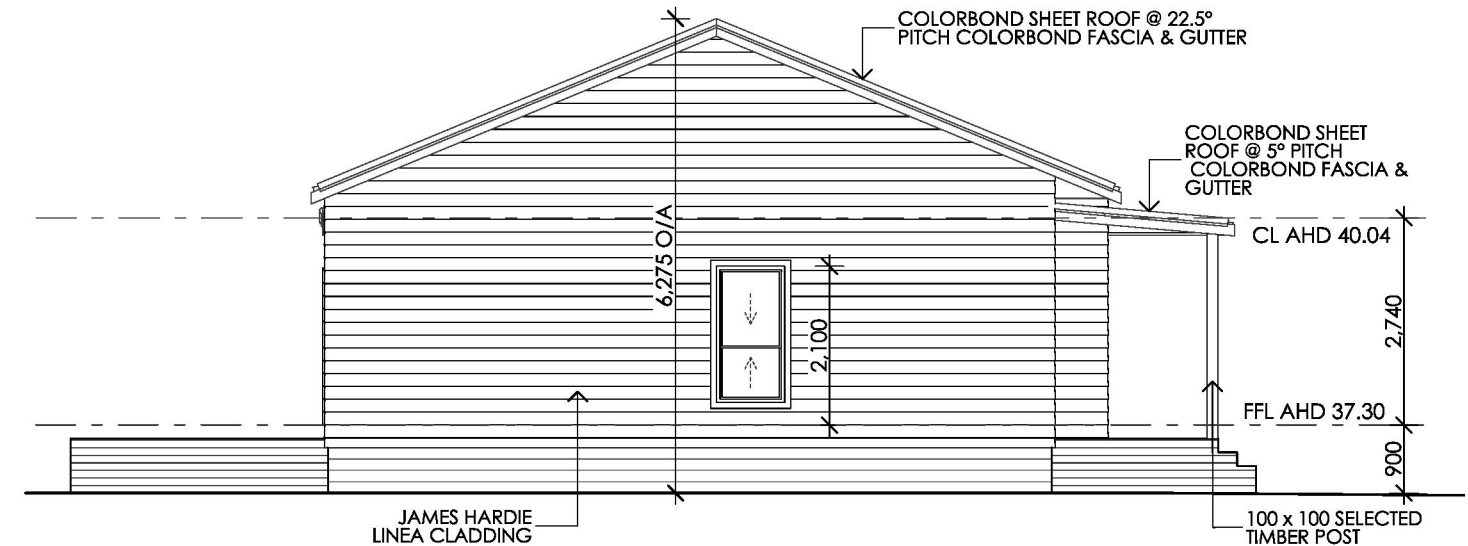 COLORBOND SHEET ROOF @ 22.5°
PITCH COLORBOND FASCIA & GUTTER
COLORBOND SHEET
ROOF @ 5° PITCH
COLORBOND FASCIA &
GUTTER
6,275 O/A
CL AHD 40.04
2,100
2,740
FFL AHD 37.30
900
JAMES HARDIE
LINEA CLADDING
100 x 100 SELECTED
TIMBER POST